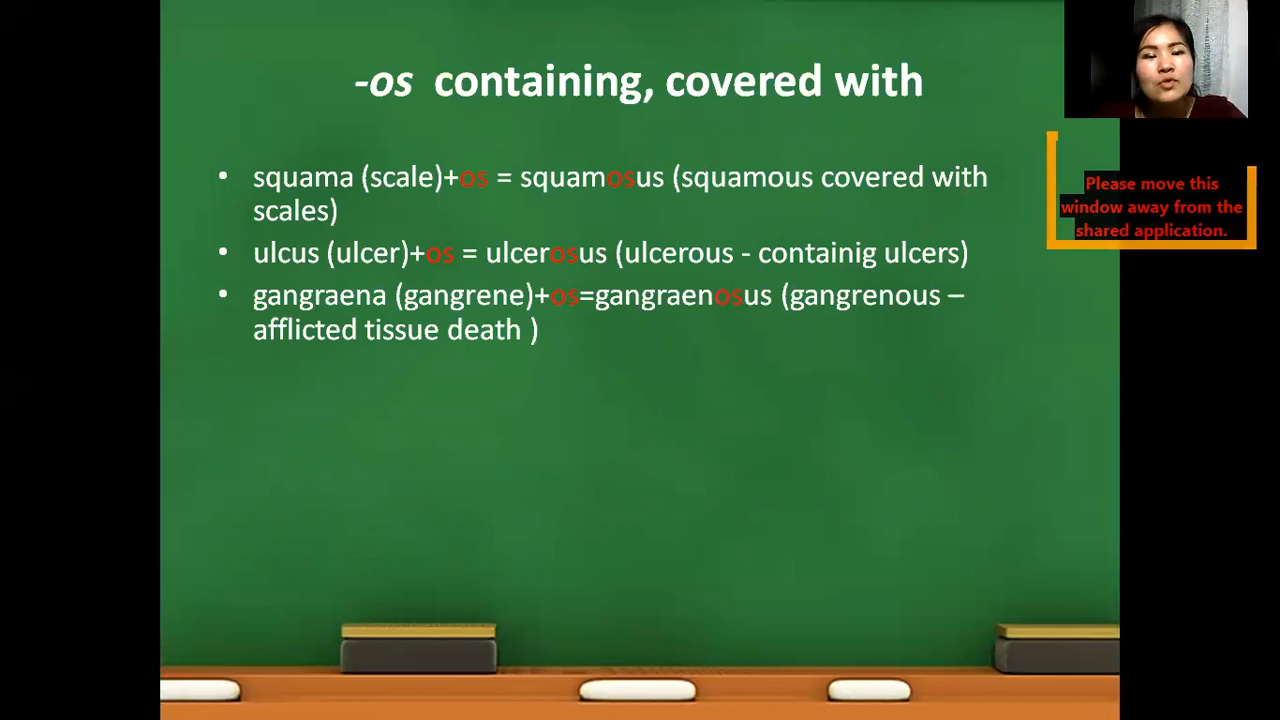 -os containing, covered with
• squama (scale)+os = squamosus (squamous covered with
scales)
• ulcus (ulcer)+os = ulcerosus (ulcerous - containig ulcers)
• gangraena (gangrene)+os=gangraenosus (gangrenous –
afflicted tissue death )
Please move this
window away from the
shared application.